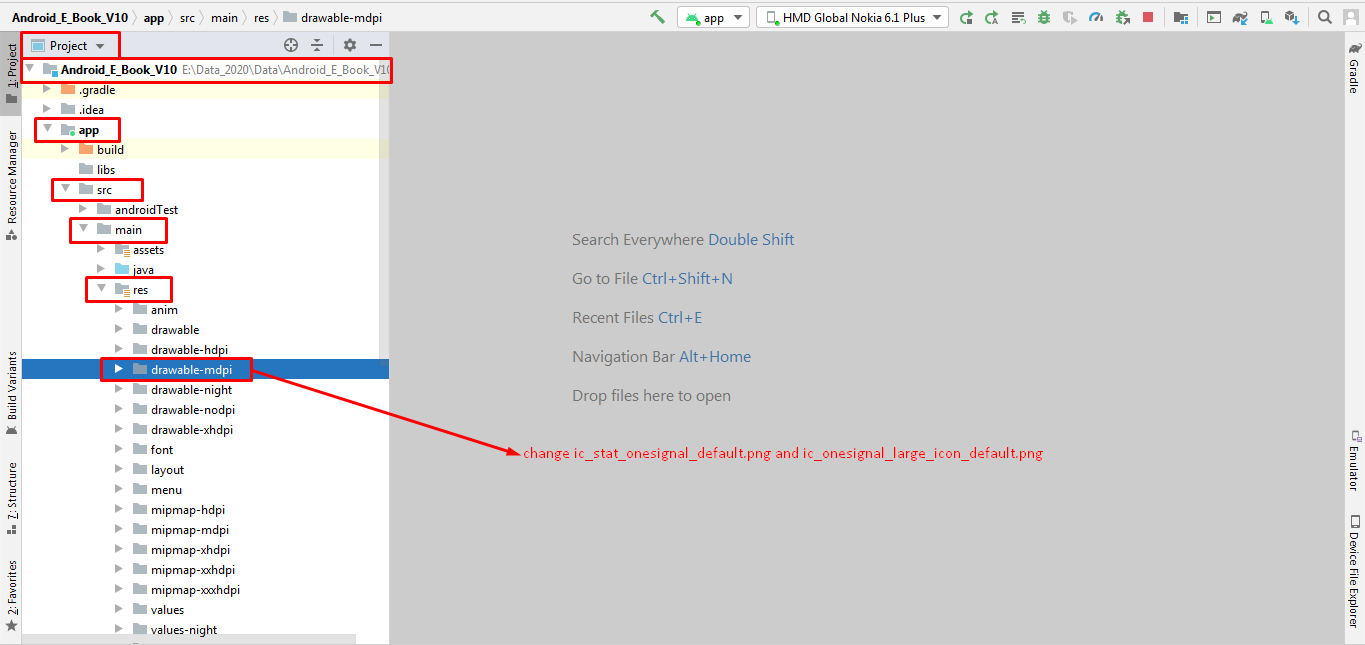 Android_E_Book_V10 app src main res drawable-mdpi
app
HMD Global Nokia 6.1 Plus
Project
Android_E_Book_V10 E:\Data_2020\Data\Android_E_Book_V10
.gradle
.idea
app
build
libs
src
androidTest
main
assets
java
res
anim
drawable
drawable-hdpi
drawable-mdpi
drawable-night
drawable-nodpi
drawable-xhdpi
font
layout
menu
mipmap-hdpi
mipmap-mdpi
mipmap-xhdpi
mipmap-xxhdpi
mipmap-xxxhdpi
values
values-night
1: Project
Resource Manager
Build Variants
7: Structure
2: Favorites
Search Everywhere Double Shift
Go to File Ctrl+Shift+N
Recent Files Ctrl+E
Navigation Bar Alt+Home
Drop files here to open
change ic_stat_onesignal_default.png and ic_onesignal_large_icon_default.png
Gradle
Emulator
Device File Explorer